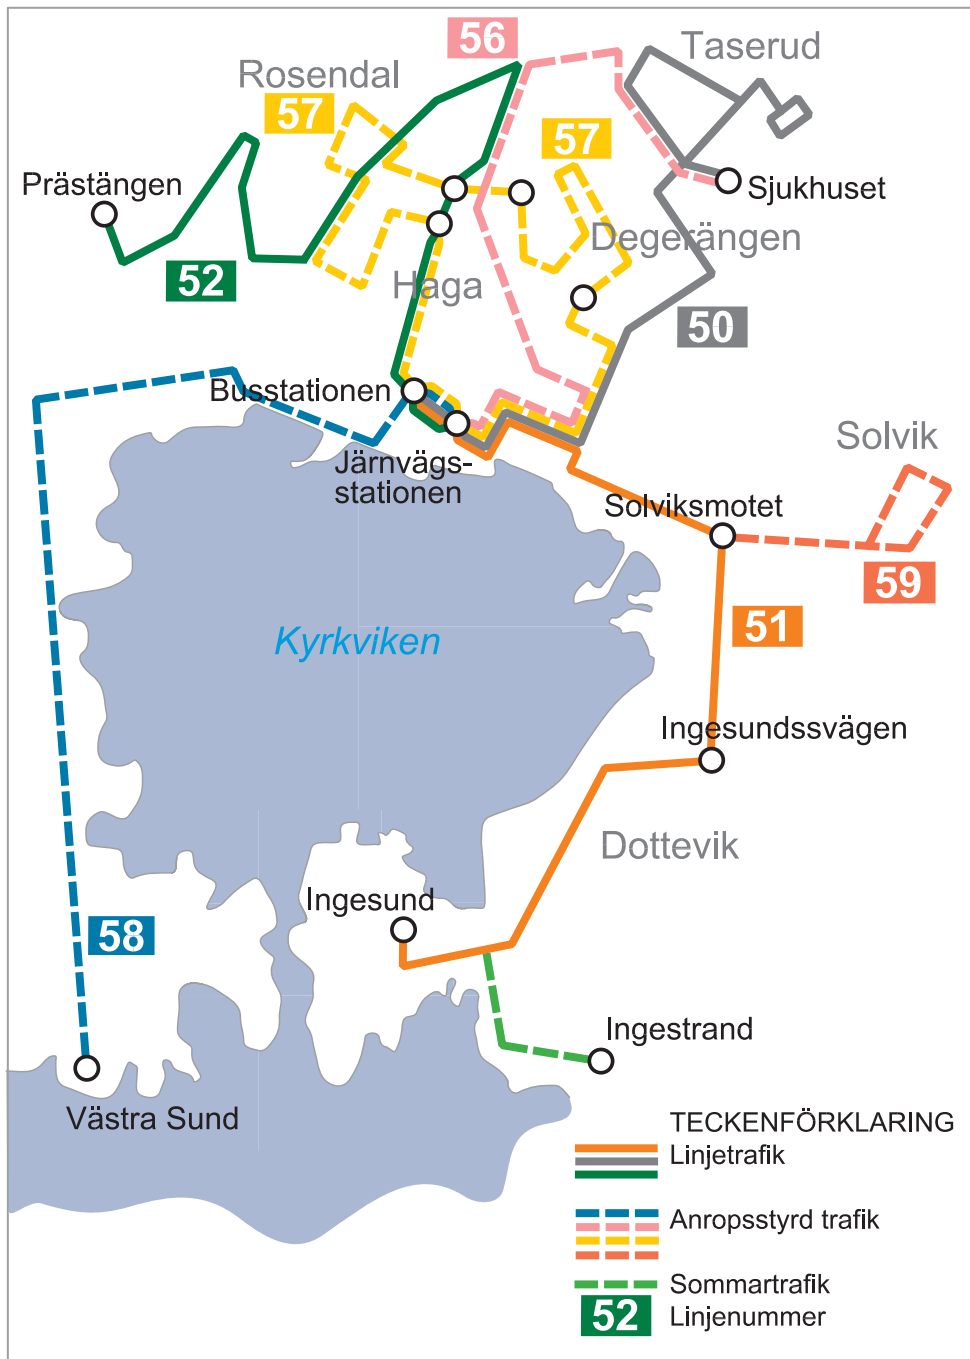 56
Taserud
Rosendal
57
57
Prästängen
Sjukhuset
Degerängen
52
Haga
50
Busstationen
Solvik
Järnvägs-
stationen
Solviksmotet
59
51
Kyrkviken
Ingesundssvägen
Dottevik
Ingesund
58
Ingestrand
Västra Sund
TECKENFÖRKLARING
Linjetrafik
Anropsstyrd trafik
Sommartrafik
52 Linjenummer